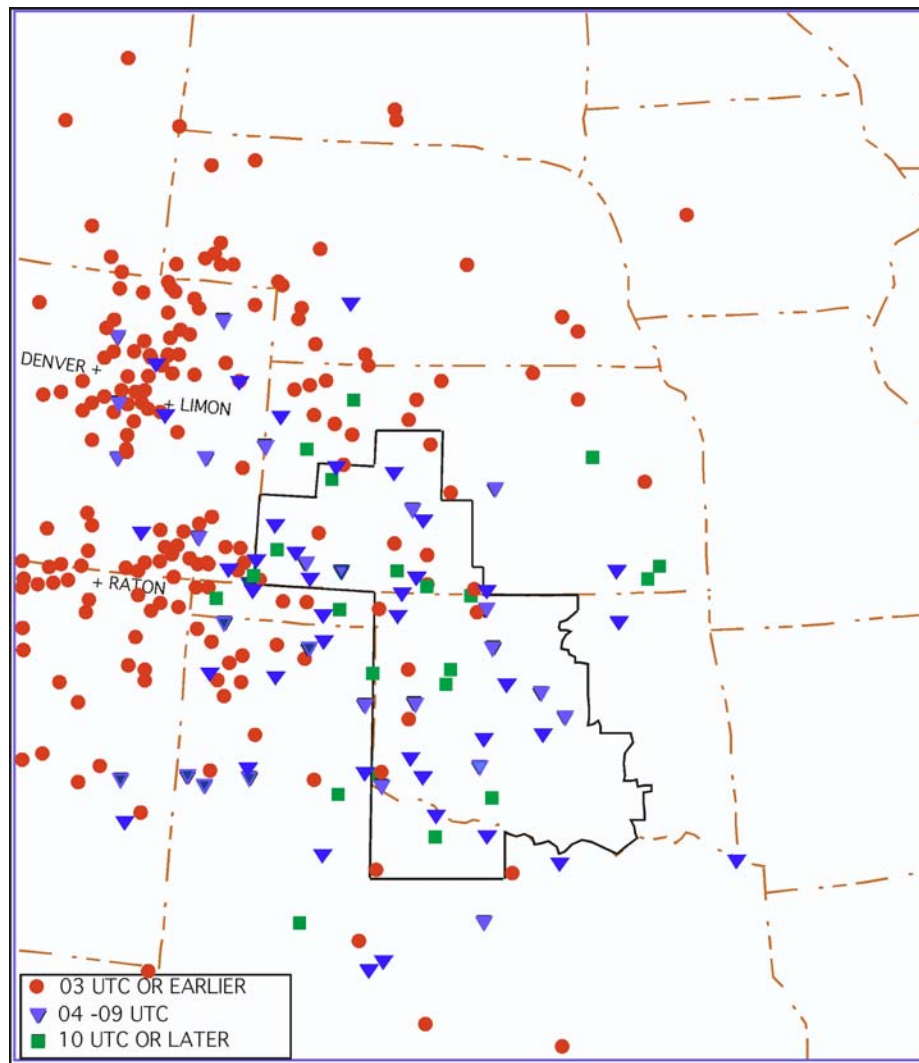 DENVER +
+ LIMON
+ RATON
03 UTC OR EARLIER
04 -09 UTC
10 UTC OR LATER